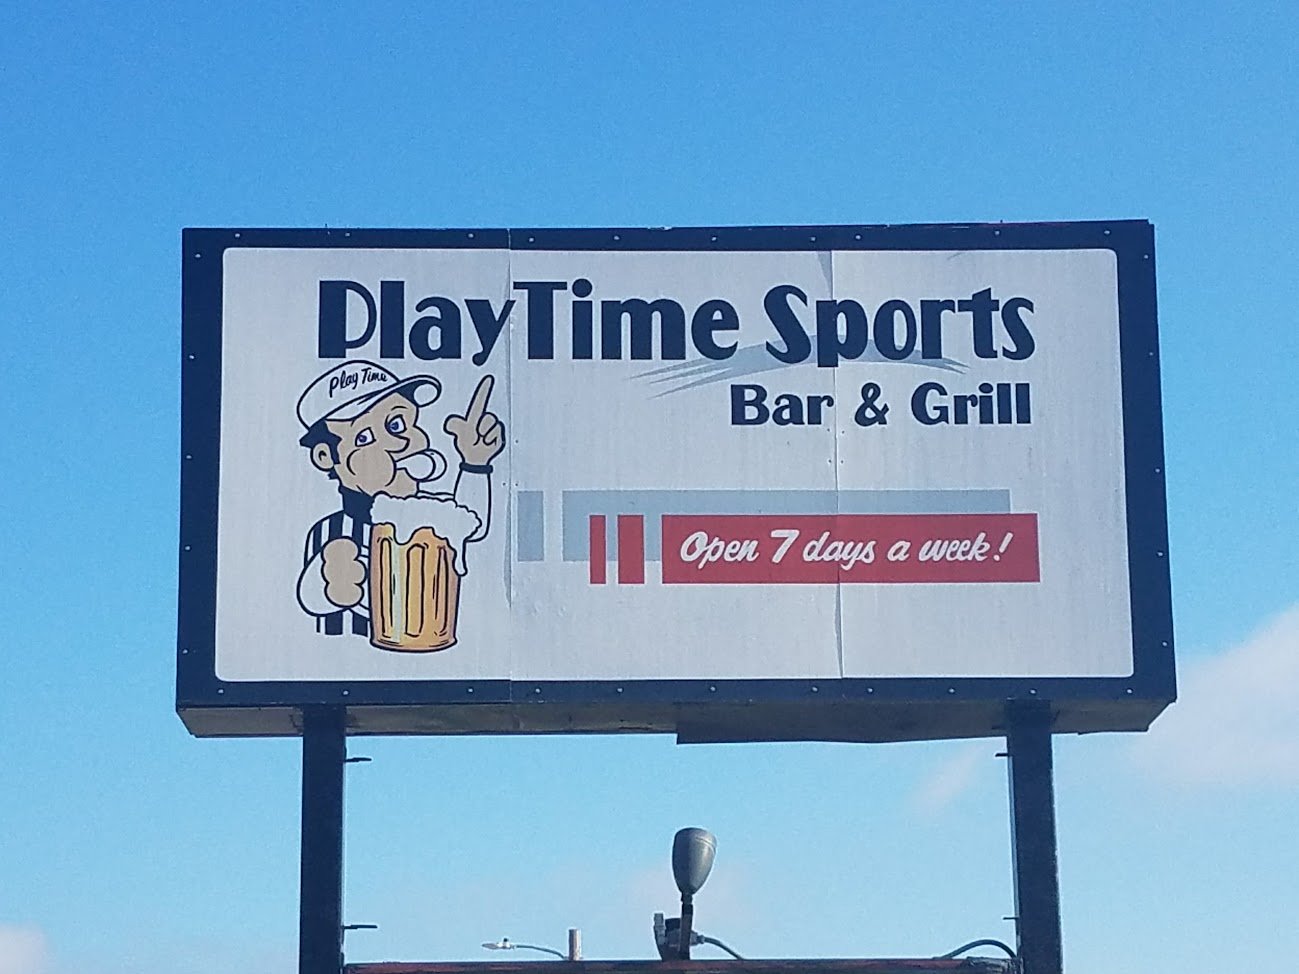 PlayTime Sports
Bar & Grill
Play Time
Open 7 days a week!